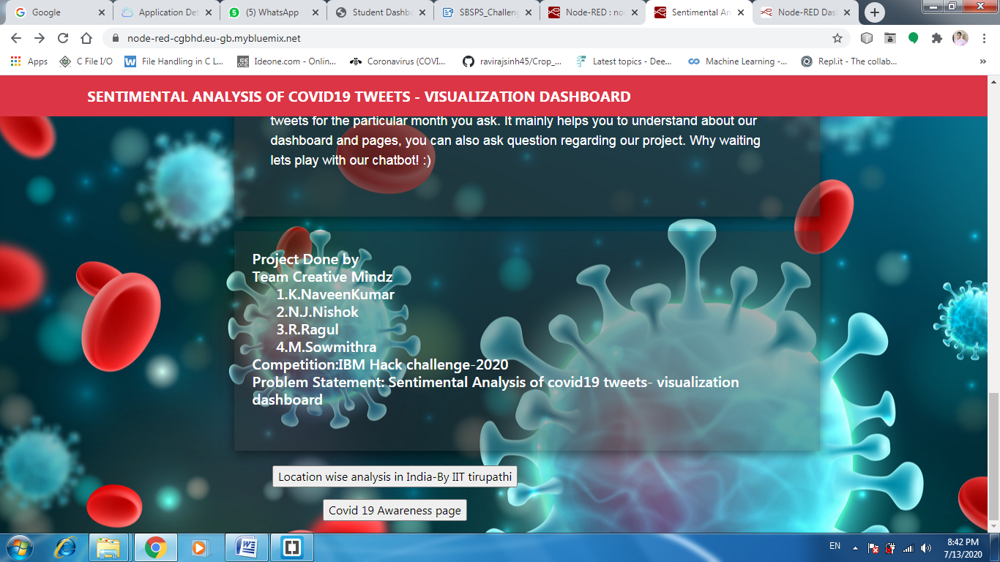 Google
Application Det
(5) WhatsApp
Student Dashbo
SBSPS_Challeng
Node-RED : nod
Sentimental An
Node-RED Das
node-red-cgbhd.eu-gb.mybluemix.net
Apps
C File I/O
File Handling in C L...
Ideone.com - Onlin...
Coronavirus (COVI...
ravirajsinh45/Crop_...
Latest topics - Dee...
Machine Learning -...
Repl.it - The collab...
»
SENTIMENTAL ANALYSIS OF COVID19 TWEETS - VISUALIZATION DASHBOARD
tweets for the particular month you ask. It mainly helps you to understand about our
dashboard and pages, you can also ask question regarding our project. Why waiting
lets play with our chatbot! :)
Project Done by
Team Creative Mindz
1.K.NaveenKumar
2.N.J.Nishok
3.R.Ragul
4.M.Sowmithra
Competition:IBM Hack challenge-2020
Problem Statement: Sentimental Analysis of covid19 tweets- visualization
dashboard
Location wise analysis in India-By IIT tirupathi
Covid 19 Awareness page
EN
8:42 PM
7/13/2020